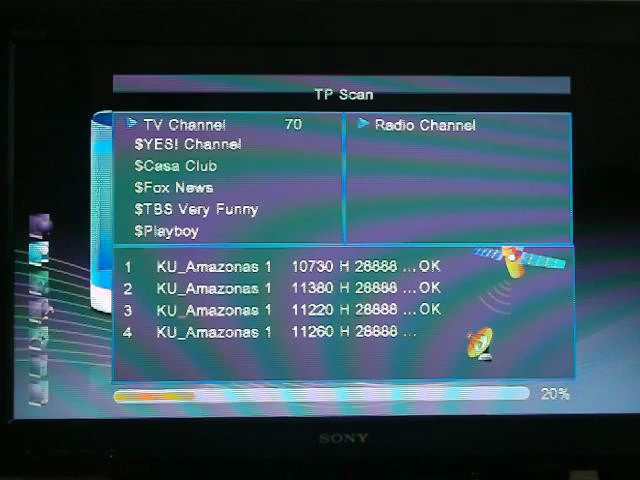 TP Scan
TV Channel 70
$YES! Channel
$Casa Club
$Fox News
$TBS Very Funny
$Playboy
Radio Channel
1 KU_Amazonas 1 10730 H 28888 ...OK
2 KU_Amazonas 1 11380 H 28888 ...OK
3 KU_Amazonas 1 11220 H 28888 ...OK
4 KU_Amazonas 1 11260 H 28888 ...
20%
SONY